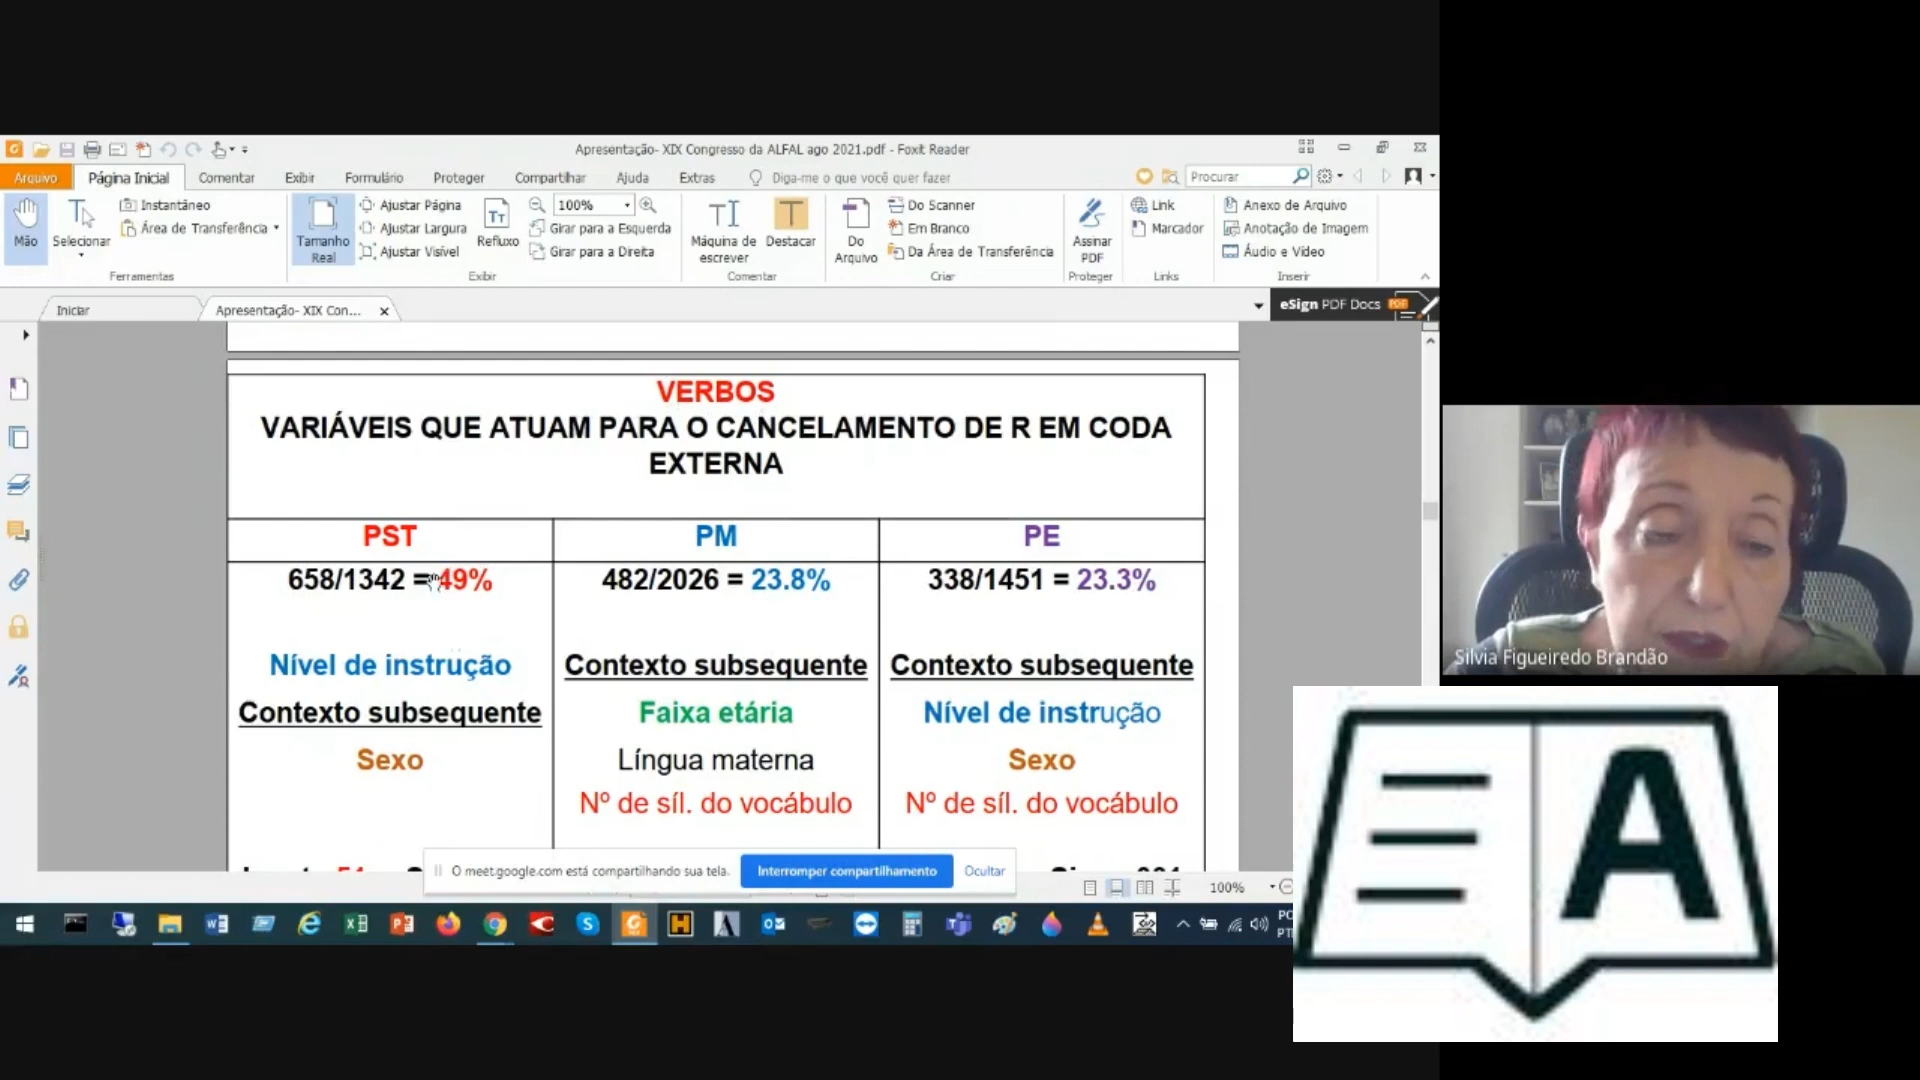 Apresentação- XIX Congresso da ALFAL ago 2021.pdf - Foxit Reader
Arquivo Página Inicial Comentar Exibir Formulário Proteger Compartilhar Ajuda Extras Diga-me o que você quer fazer Procurar
Mão
Selecionar
Instantâneo
Área de Transferência
Ferramentas
Tamanho Real
Ajustar Página
Ajustar Largura
Ajustar Visível
Refluxo
100%
Girar para a Esquerda
Girar para a Direita
Exibir
Máquina de escrever
Destacar
Comentar
Do Arquivo
Do Scanner
Em Branco
Da Área de Transferência
Criar
Assinar PDF
Proteger
Link
Marcador
Links
Anexo de Arquivo
Anotação de Imagem
Áudio e Vídeo
Inserir
Iniciar
Apresentação- XIX Con...
eSign PDF Docs
PDF
VERBOS
VARIÁVEIS QUE ATUAM PARA O CANCELAMENTO DE R EM CODA
EXTERNA
PST PM PE
658/1342 = 49% 482/2026 = 23.8% 338/1451 = 23.3%
Nível de instrução Contexto subsequente Contexto subsequente
Contexto subsequente Faixa etária Nível de instrução
Sexo Língua materna Sexo
Nº de síl. do vocábulo Nº de síl. do vocábulo
O meet.google.com está compartilhando sua tela.
Interromper compartilhamento
Ocultar
100%
Silvia Figueiredo Brandão
A